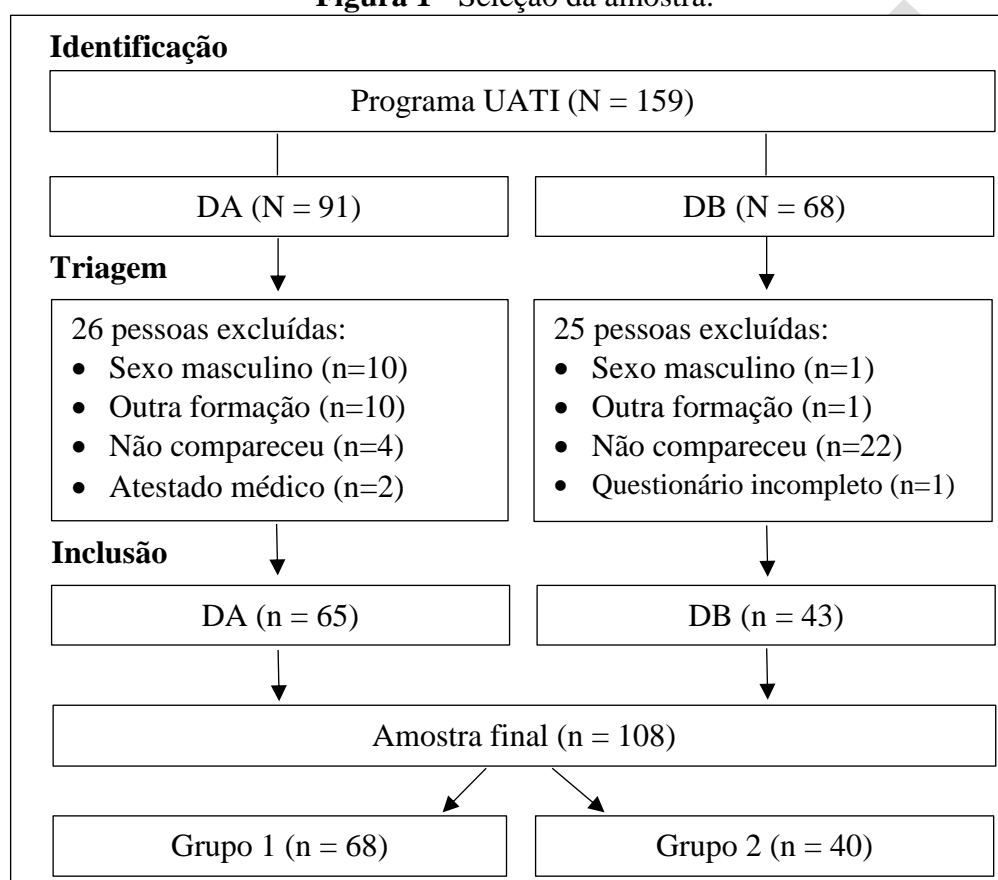 Figura 1 - Seleção da amostra.
Identificação
Programa UATI (N = 159)
DA (N = 91)
DB (N = 68)
Triagem
26 pessoas excluídas:
• Sexo masculino (n=10)
• Outra formação (n=10)
• Não compareceu (n=4)
• Atestado médico (n=2)
25 pessoas excluídas:
• Sexo masculino (n=1)
• Outra formação (n=1)
• Não compareceu (n=22)
• Questionário incompleto (n=1)
Inclusão
DA (n = 65)
DB (n = 43)
Amostra final (n = 108)
Grupo 1 (n = 68)
Grupo 2 (n = 40)